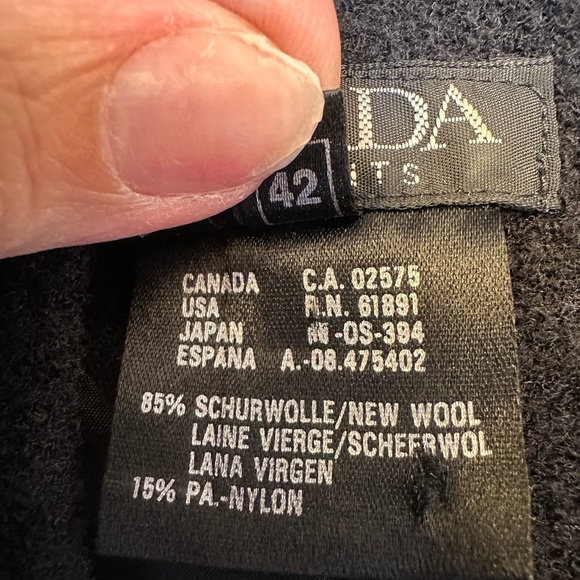 DA
ITS
42
CANADA C.A. 02575
USA R.N. 61891
JAPAN -OS-394
ESPANA A.-08.475402
85% SCHURWOLLE/NEW WOOL
LAINE VIERGE/SCHEERWOL
LANA VIRGEN
15% PA.-NYLON